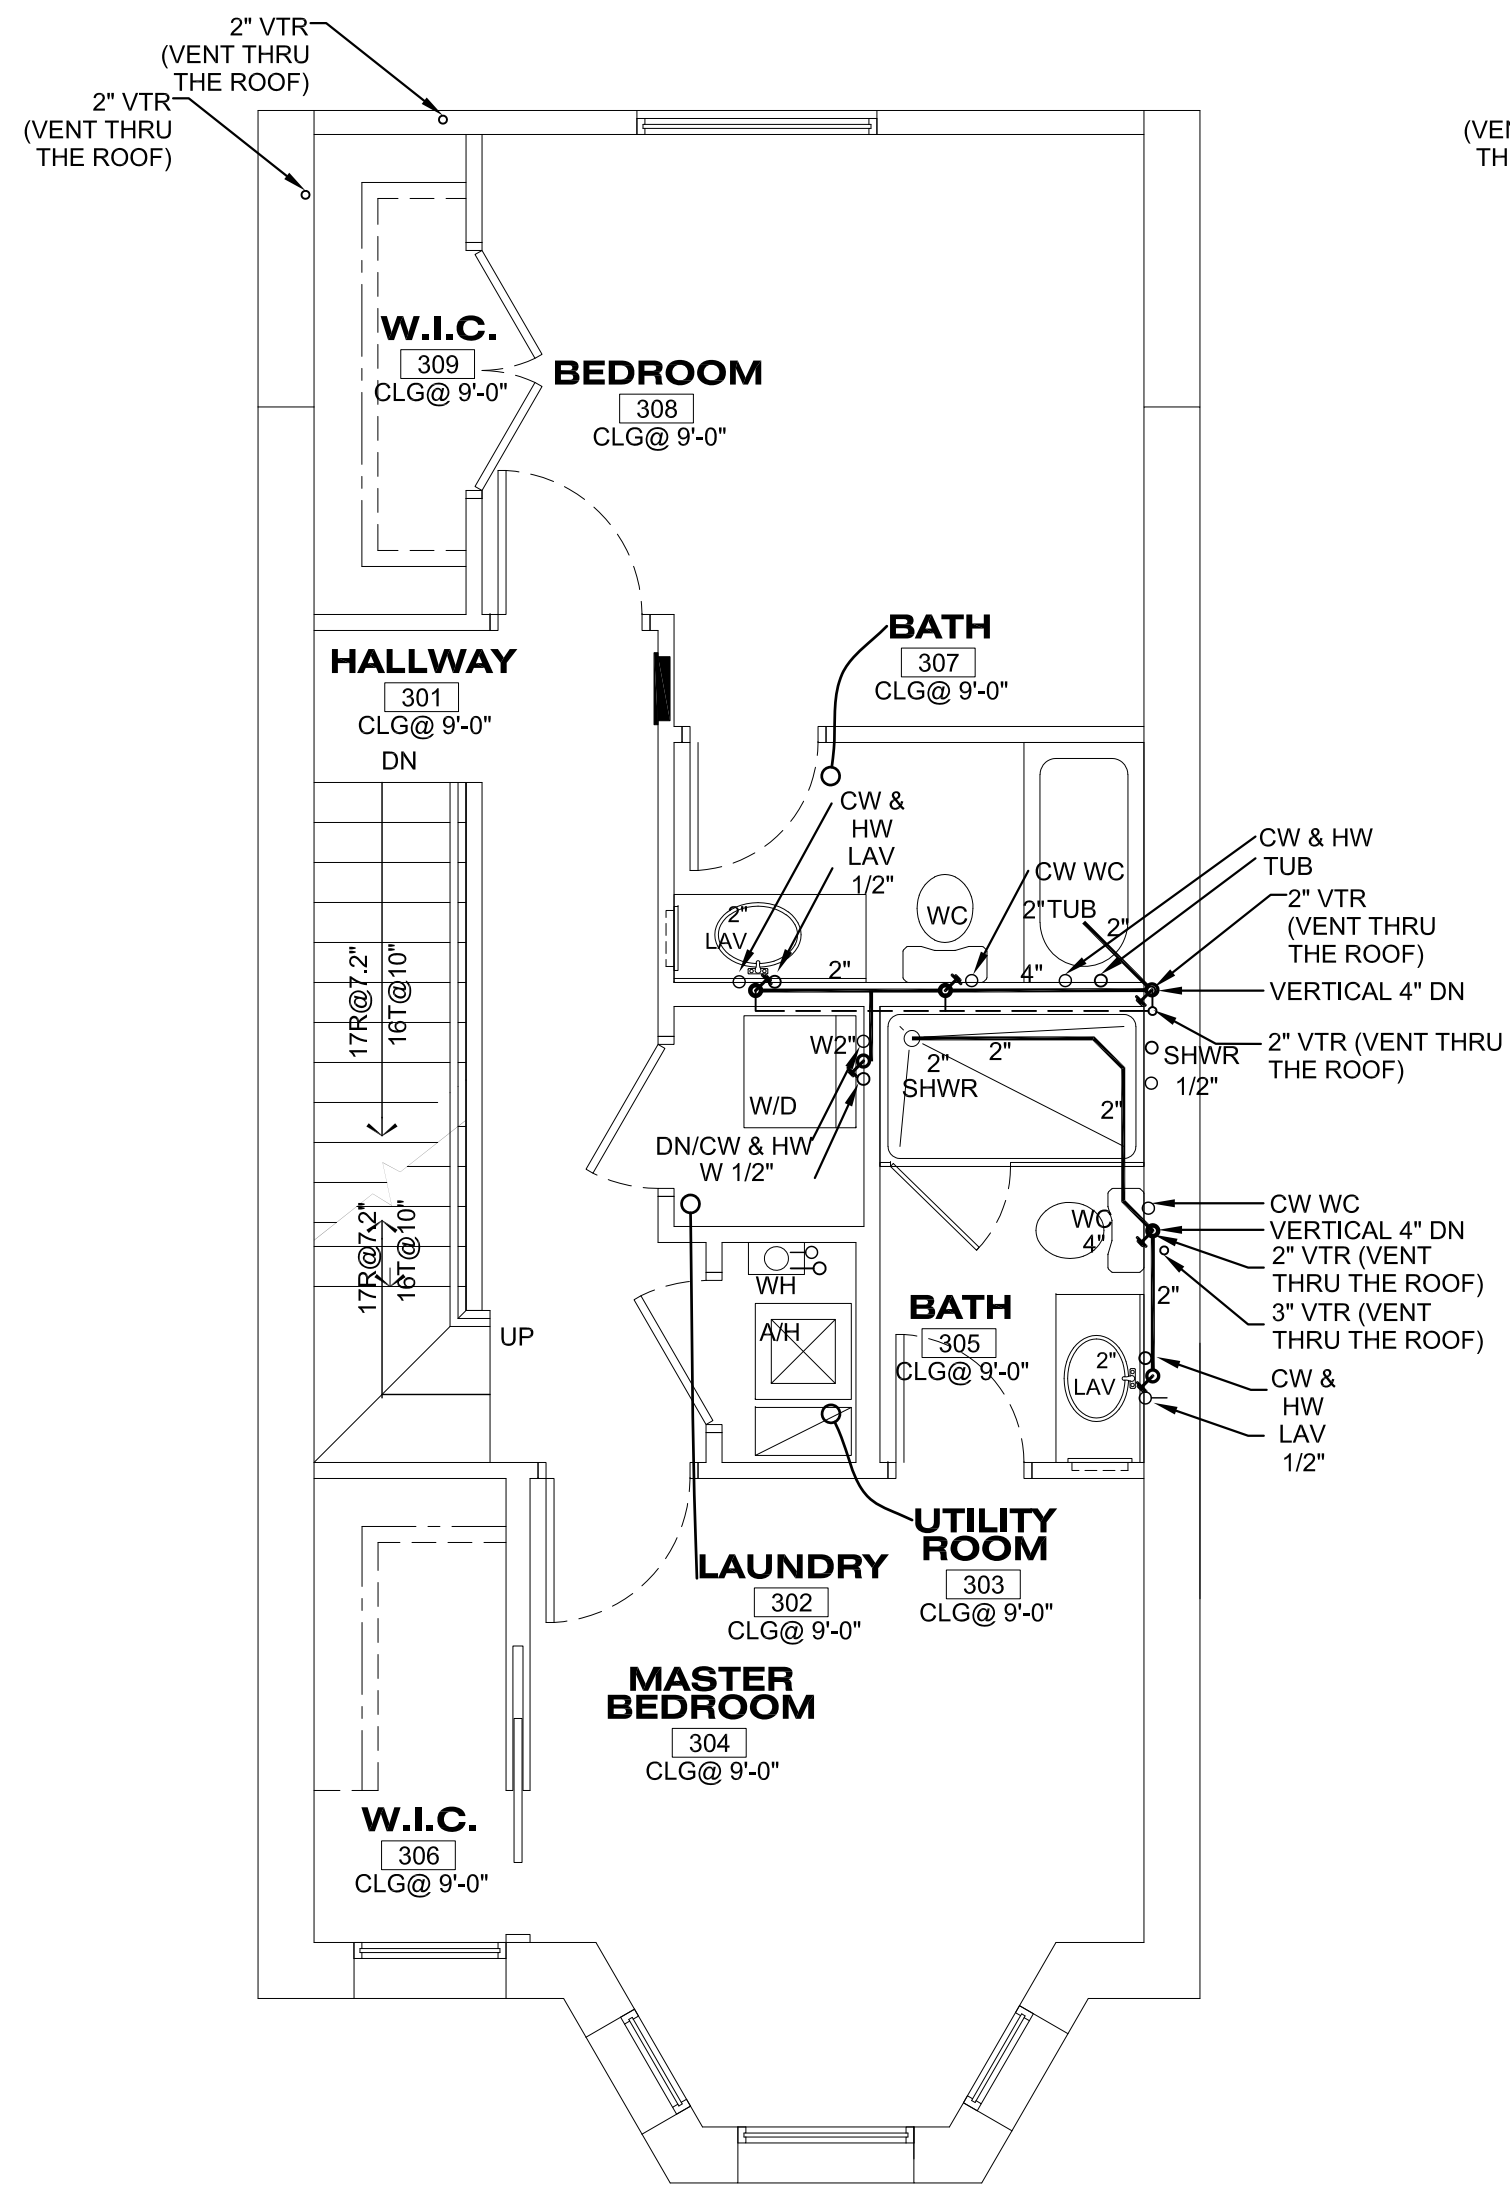 2" VTR
(VENT THRU
THE ROOF)
2" VTR
(VENT THRU
THE ROOF)
W.I.C.
309
CLG@ 9'-0"
BEDROOM
308
CLG@ 9'-0"
HALLWAY
301
CLG@ 9'-0"
DN
BATH
307
CLG@ 9'-0"
CW &
HW
LAV
1/2"
CW WC
WC
2" TUB
2"
2"
LAV
2"
4"
CW & HW
TUB
2" VTR
(VENT THRU
THE ROOF)
VERTICAL 4" DN
2" VTR (VENT THRU
THE ROOF)
SHWR
1/2"
17R@7.2"
16T@10"
W2"
W/D
2"
2"
SHWR
2"
DN/CW & HW
W 1/2"
17R@7.2"
16T@10"
UP
WH
A/H
WC
4"
CW WC
VERTICAL 4" DN
2" VTR (VENT
THRU THE ROOF)
3" VTR (VENT
THRU THE ROOF)
2"
BATH
305
CLG@ 9'-0"
2"
LAV
CW &
HW
LAV
1/2"
UTILITY
ROOM
303
CLG@ 9'-0"
LAUNDRY
302
CLG@ 9'-0"
MASTER
BEDROOM
304
CLG@ 9'-0"
W.I.C.
306
CLG@ 9'-0"